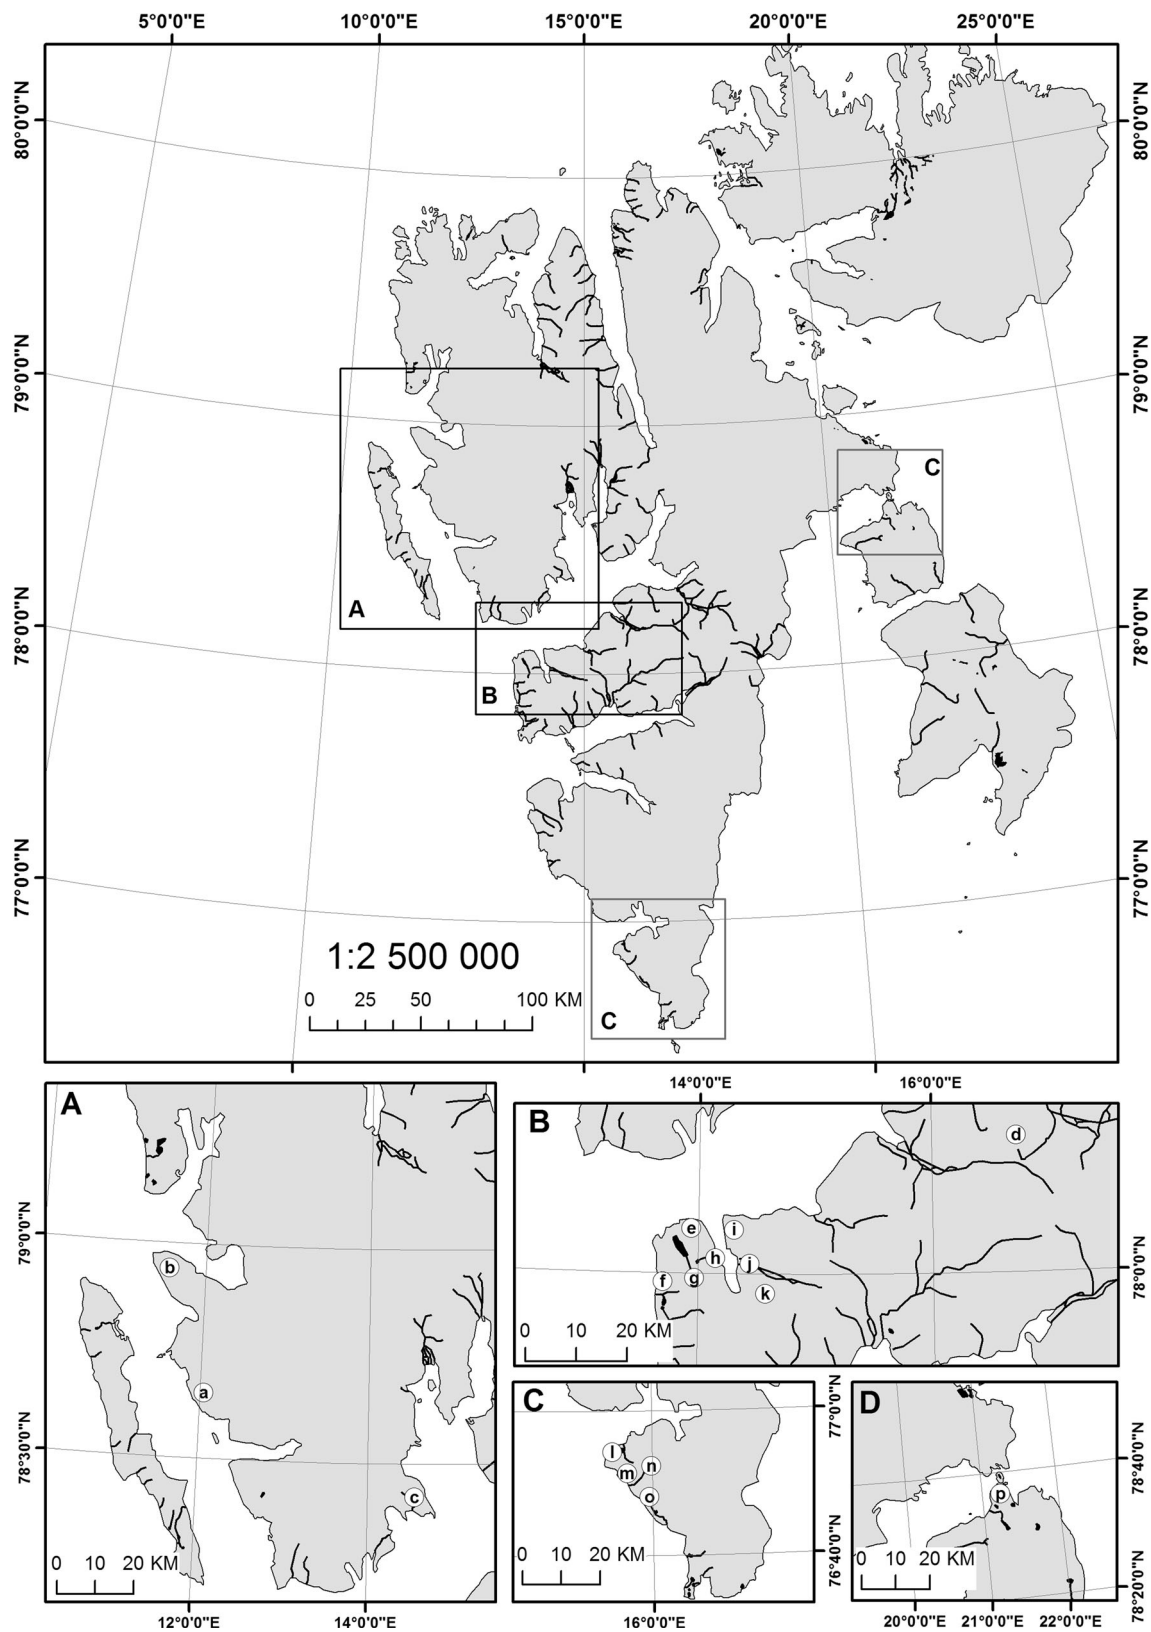 5°0'0"E 10°0'0"E 15°0'0"E 20°0'0"E 25°0'0"E
80°0'0"N
80°0'0"N
79°0'0"N
79°0'0"N
C
A
78°0'0"N
78°0'0"N
B
77°0'0"N
77°0'0"N
1:2 500 000
0 25 50 100 KM
C
A
b
a
c
79°0'0"N
78°30'0"N
0 10 20 KM
12°0'0"E 14°0'0"E
14°0'0"E 16°0'0"E
B
d
e
i
h
j
f
g
k
78°0'0"N
0 10 20 KM
C
l
m
n
o
77°0'0"N
76°40'0"N
0 10 20 KM
16°0'0"E
D
p
78°40'0"N
78°20'0"N
0 10 20 KM
20°0'0"E 21°0'0"E 22°0'0"E